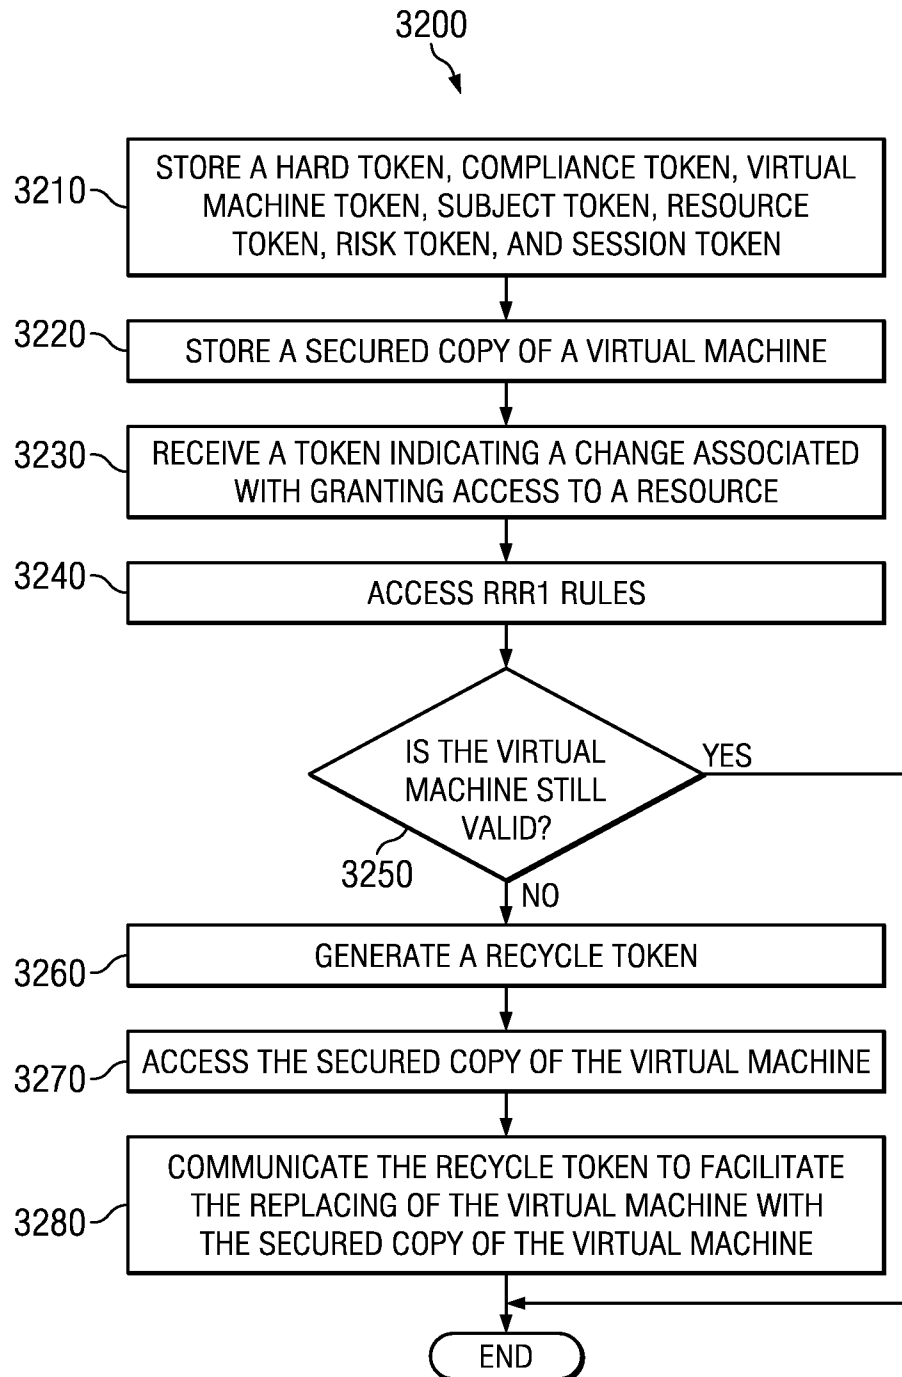 3200
3210
STORE A HARD TOKEN, COMPLIANCE TOKEN, VIRTUAL
MACHINE TOKEN, SUBJECT TOKEN, RESOURCE
TOKEN, RISK TOKEN, AND SESSION TOKEN
3220
STORE A SECURED COPY OF A VIRTUAL MACHINE
3230
RECEIVE A TOKEN INDICATING A CHANGE ASSOCIATED
WITH GRANTING ACCESS TO A RESOURCE
3240
ACCESS RRR1 RULES
IS THE VIRTUAL
MACHINE STILL
VALID?
YES
3250
NO
3260
GENERATE A RECYCLE TOKEN
3270
ACCESS THE SECURED COPY OF THE VIRTUAL MACHINE
3280
COMMUNICATE THE RECYCLE TOKEN TO FACILITATE
THE REPLACING OF THE VIRTUAL MACHINE WITH
THE SECURED COPY OF THE VIRTUAL MACHINE
END